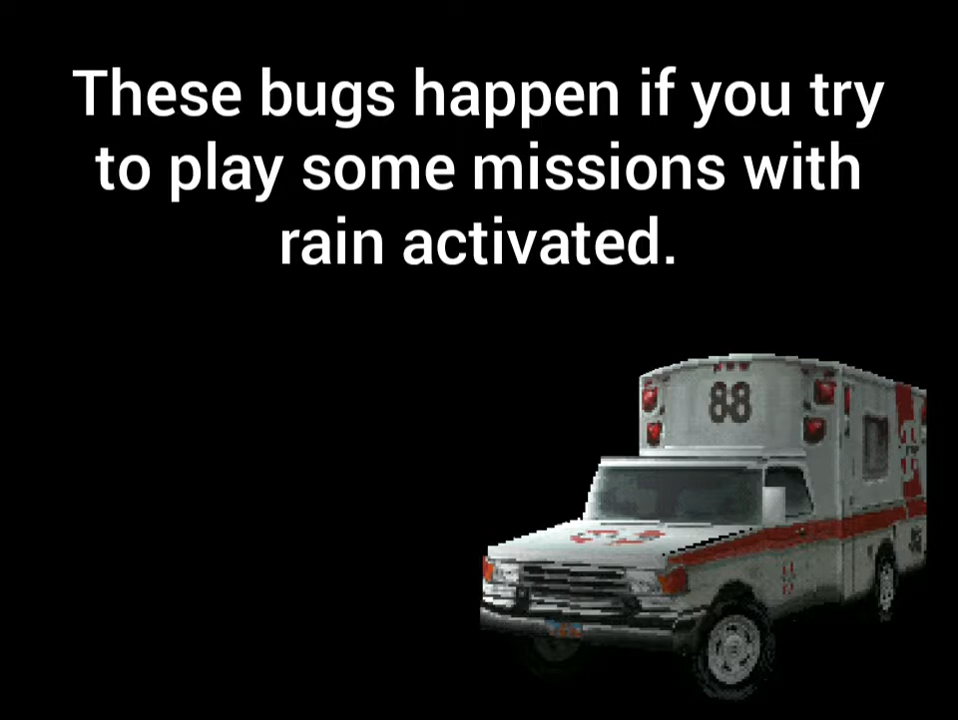 These bugs happen if you try
to play some missions with
rain activated.
88